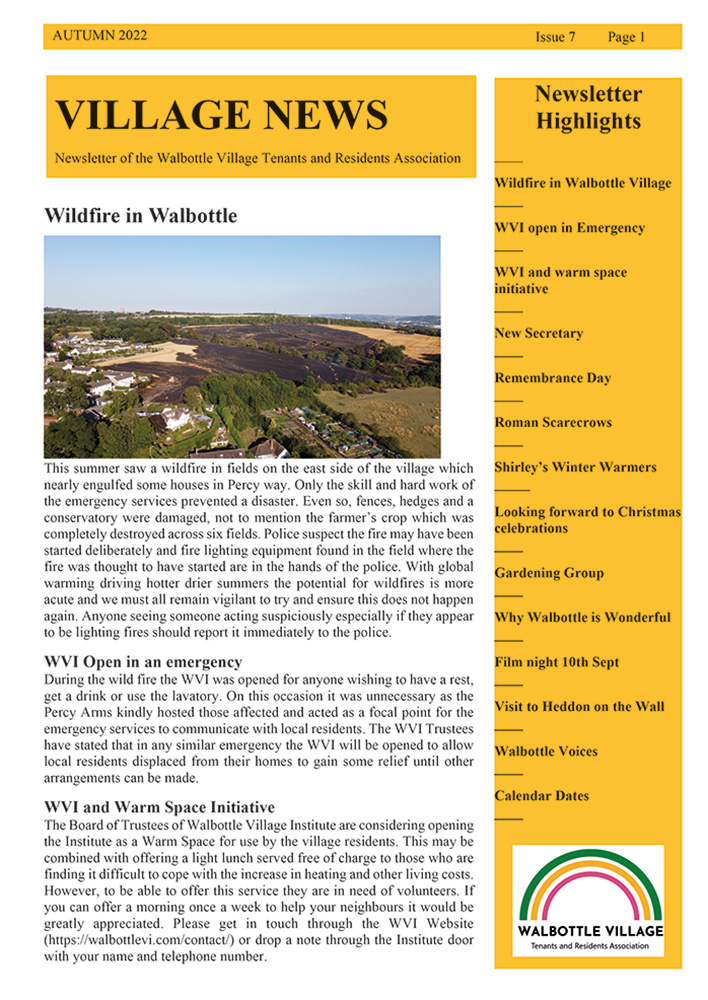 AUTUMN 2022 Issue 7 Page 1
VILLAGE NEWS
Newsletter of the Walbottle Village Tenants and Residents Association
Wildfire in Walbottle
This summer saw a wildfire in fields on the east side of the village which
nearly engulfed some houses in Percy way. Only the skill and hard work of
the emergency services prevented a disaster. Even so, fences, hedges and a
conservatory were damaged, not to mention the farmer's crop which was
completely destroyed across six fields. Police suspect the fire may have been
started deliberately and fire lighting equipment found in the field where the
fire was thought to have started are in the hands of the police. With global
warming driving hotter drier summers the potential for wildfires is more
acute and we must all remain vigilant to try and ensure this does not happen
again. Anyone seeing someone acting suspiciously especially if they appear
to be lighting fires should report it immediately to the police.
WVI Open in an emergency
During the wild fire the WVI was opened for anyone wishing to have a rest,
get a drink or use the lavatory. On this occasion it was unnecessary as the
Percy Arms kindly hosted those affected and acted as a focal point for the
emergency services to communicate with local residents. The WVI Trustees
have stated that in any similar emergency the WVI will be opened to allow
local residents displaced from their homes to gain some relief until other
arrangements can be made.
WVI and Warm Space Initiative
The Board of Trustees of Walbottle Village Institute are considering opening
the Institute as a Warm Space for use by the village residents. This may be
combined with offering a light lunch served free of charge to those who are
finding it difficult to cope with the increase in heating and other living costs.
However, to be able to offer this service they are in need of volunteers. If
you can offer a morning once a week to help your neighbours it would be
greatly appreciated. Please get in touch through the WVI Website
(https://walbottlevi.com/contact/) or drop a note through the Institute door
with your name and telephone number.
Newsletter
Highlights
Wildfire in Walbottle Village
WVI open in Emergency
WVI and warm space
initiative
New Secretary
Remembrance Day
Roman Scarecrows
Shirley's Winter Warmers
Looking forward to Christmas
celebrations
Gardening Group
Why Walbottle is Wonderful
Film night 10th Sept
Visit to Heddon on the Wall
Walbottle Voices
Calendar Dates
WALBOTTLE VILLAGE
Tenants and Residents Association